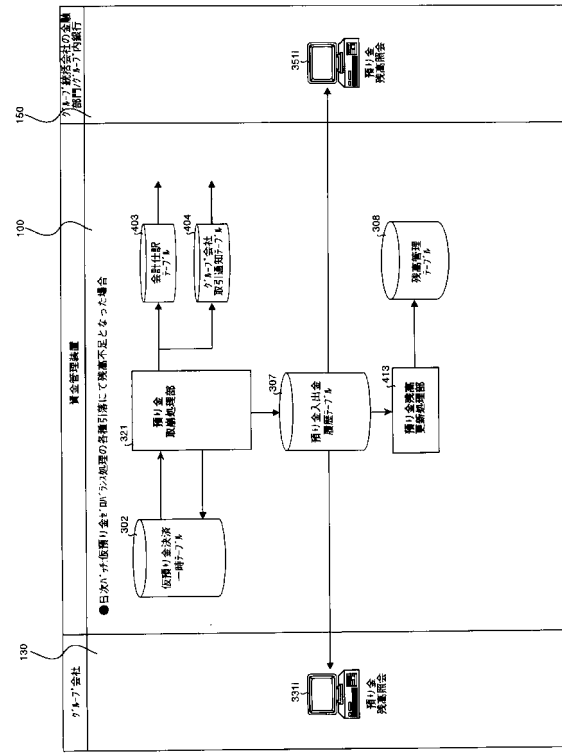 130
100
150
グループ会社
資金管理装置
グループ統括会社の金融
部門/グループ内銀行
●日次バッチ:仮預り金ゼロバランス処理の各種引落にて残高不足となった場合
302
仮預り金決済
一時テーブル
321
預り金
取崩処理部
403
会計仕訳
テーブル
404
グループ会社
取引通知テーブル
307
預り金入出金
履歴テーブル
413
預り金残高
更新処理部
308
残高管理
テーブル
331i
預り金
残高照会
351i
預り金
残高照会